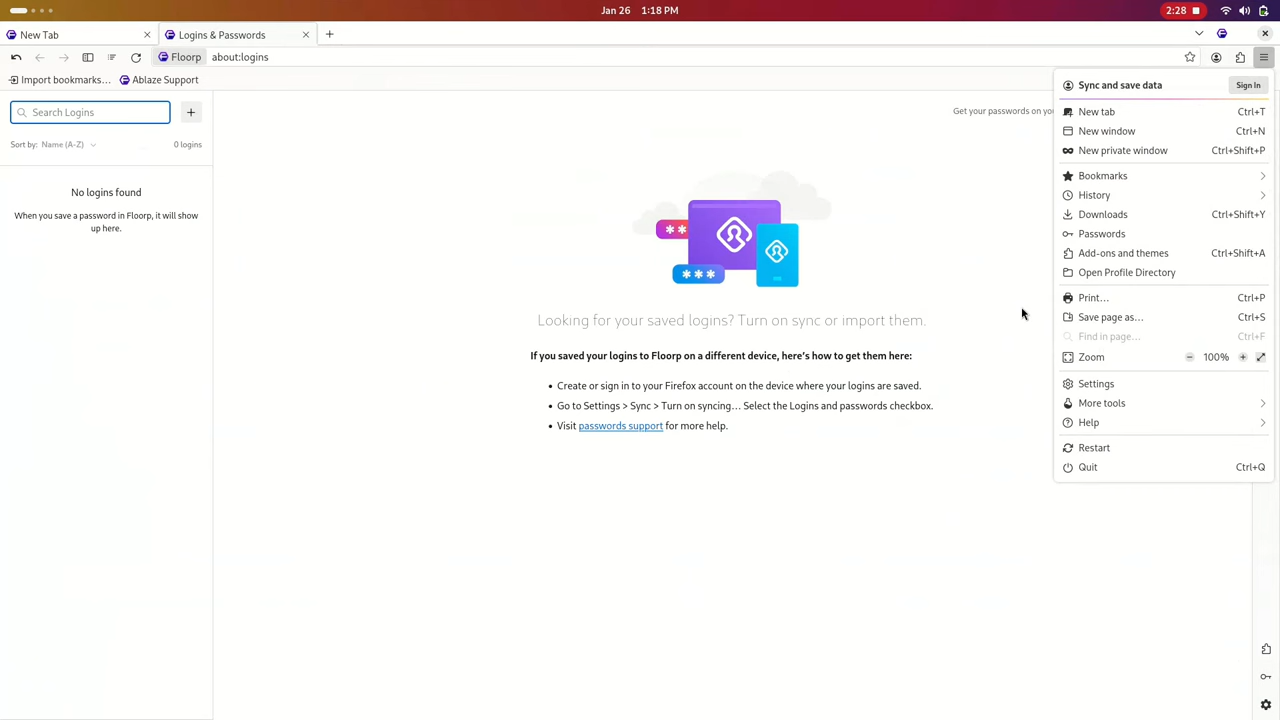 Jan 26 1:18 PM
2:28
New Tab
Logins & Passwords
Floorp
about:logins
Import bookmarks...
Ablaze Support
Search Logins
Sort by: Name (A-Z)
0 logins
No logins found
When you save a password in Floorp, it will show
up here.
Get your passwords on
Looking for your saved logins? Turn on sync or import them.
If you saved your logins to Floorp on a different device, here's how to get them here:
• Create or sign in to your Firefox account on the device where your logins are saved.
• Go to Settings > Sync > Turn on syncing… Select the Logins and passwords checkbox.
• Visit passwords support for more help.
Sync and save data
Sign In
New tab Ctrl+T
New window Ctrl+N
New private window Ctrl+Shift+P
Bookmarks
History
Downloads Ctrl+Shift+Y
Passwords
Add-ons and themes Ctrl+Shift+A
Open Profile Directory
Print… Ctrl+P
Save page as… Ctrl+S
Find in page… Ctrl+F
Zoom 100%
Settings
More tools
Help
Restart
Quit Ctrl+Q